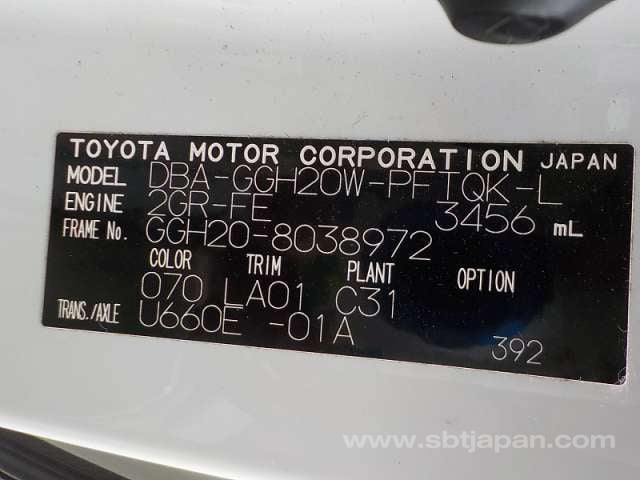 TOYOTA MOTOR CORPORATION JAPAN
MODEL DBA-GGH20W-PFTQK-L
ENGINE 2GR-FE 3456 mL
FRAME No. GGH20-8038972
COLOR TRIM PLANT OPTION
070 LA01 C31
TRANS./AXLE U660E -01A
392
www.sbtjapan.com